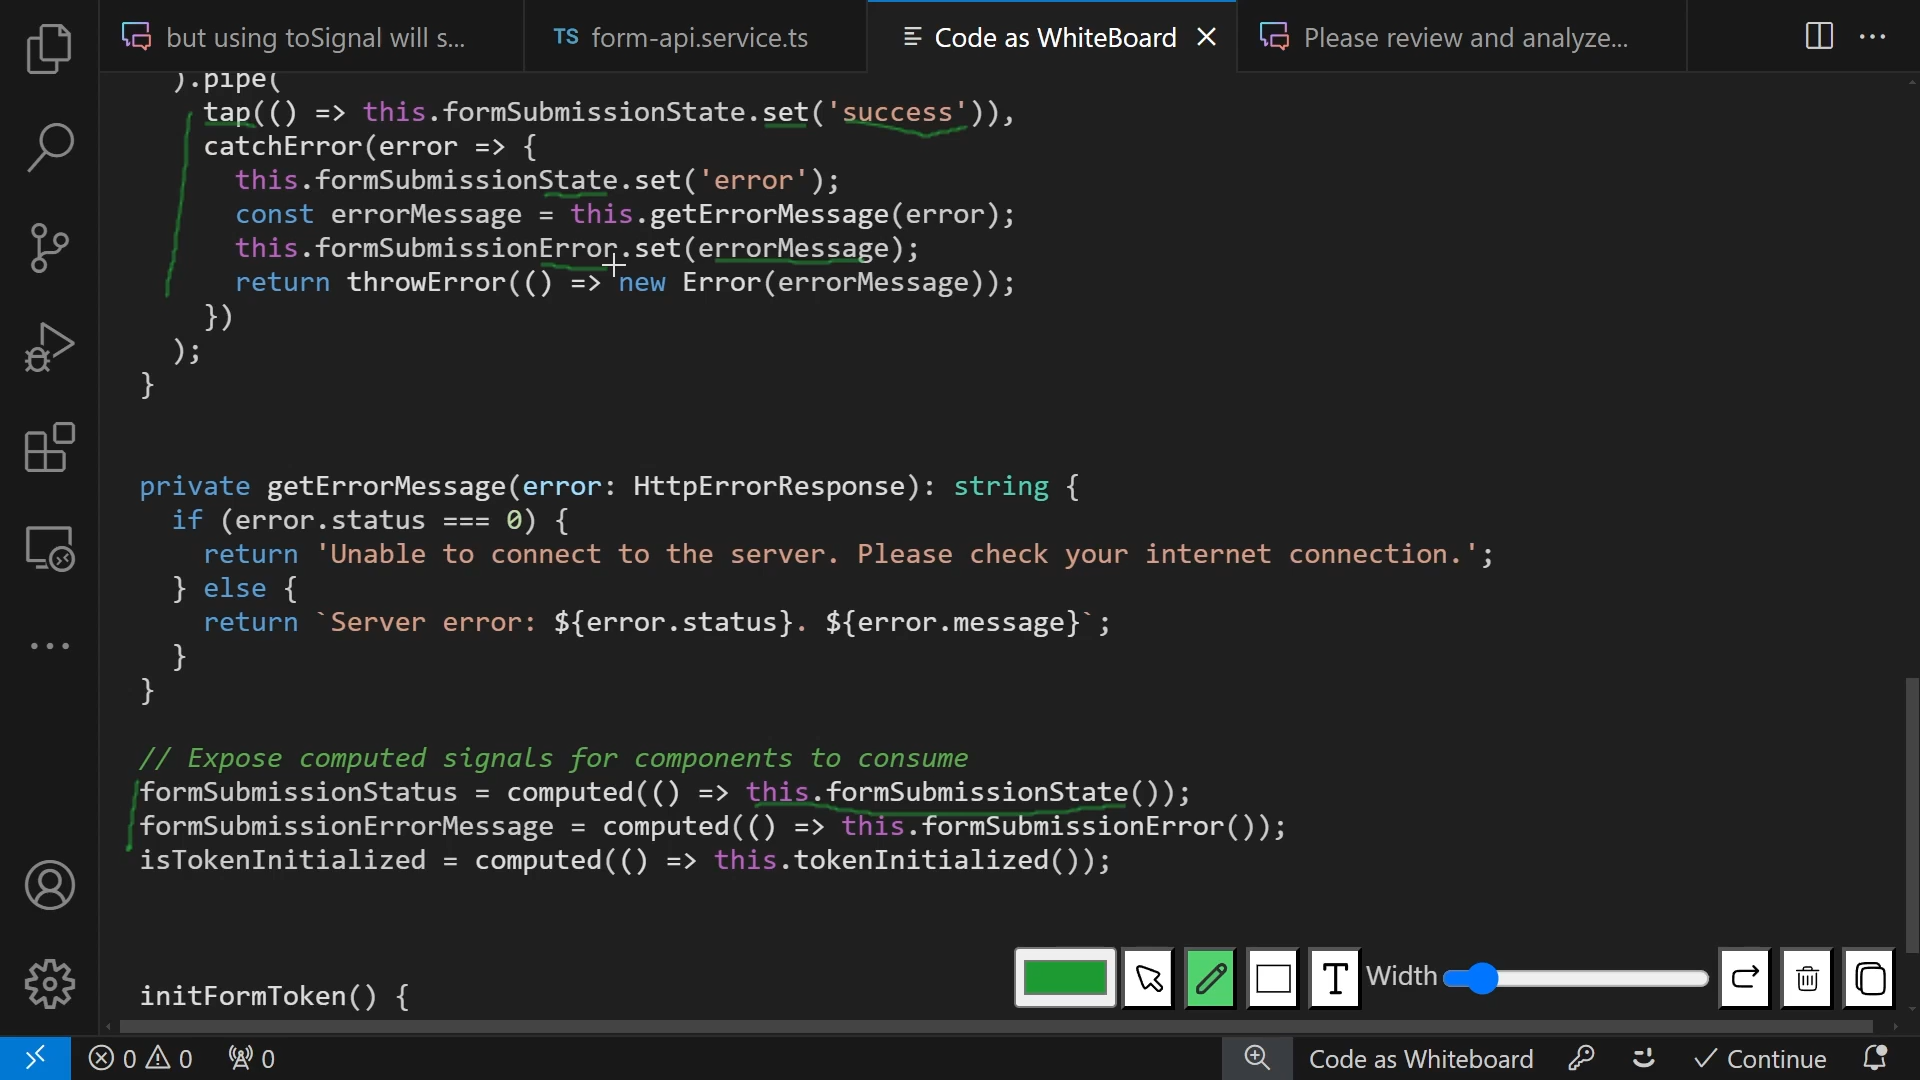 but using toSignal will s...
TS form-api.service.ts
Code as WhiteBoard
Please review and analyze...
).pipe(
tap(() => this.formSubmissionState.set('success')),
catchError(error => {
this.formSubmissionState.set('error');
const errorMessage = this.getErrorMessage(error);
this.formSubmissionError.set(errorMessage);
return throwError(() => new Error(errorMessage));
})
);
}
private getErrorMessage(error: HttpErrorResponse): string {
if (error.status === 0) {
return 'Unable to connect to the server. Please check your internet connection.';
} else {
return `Server error: ${error.status}. ${error.message}`;
}
}
// Expose computed signals for components to consume
formSubmissionStatus = computed(() => this.formSubmissionState());
formSubmissionErrorMessage = computed(() => this.formSubmissionError());
isTokenInitialized = computed(() => this.tokenInitialized());
initFormToken() {
T Width
0 0 0
Code as Whiteboard
Continue